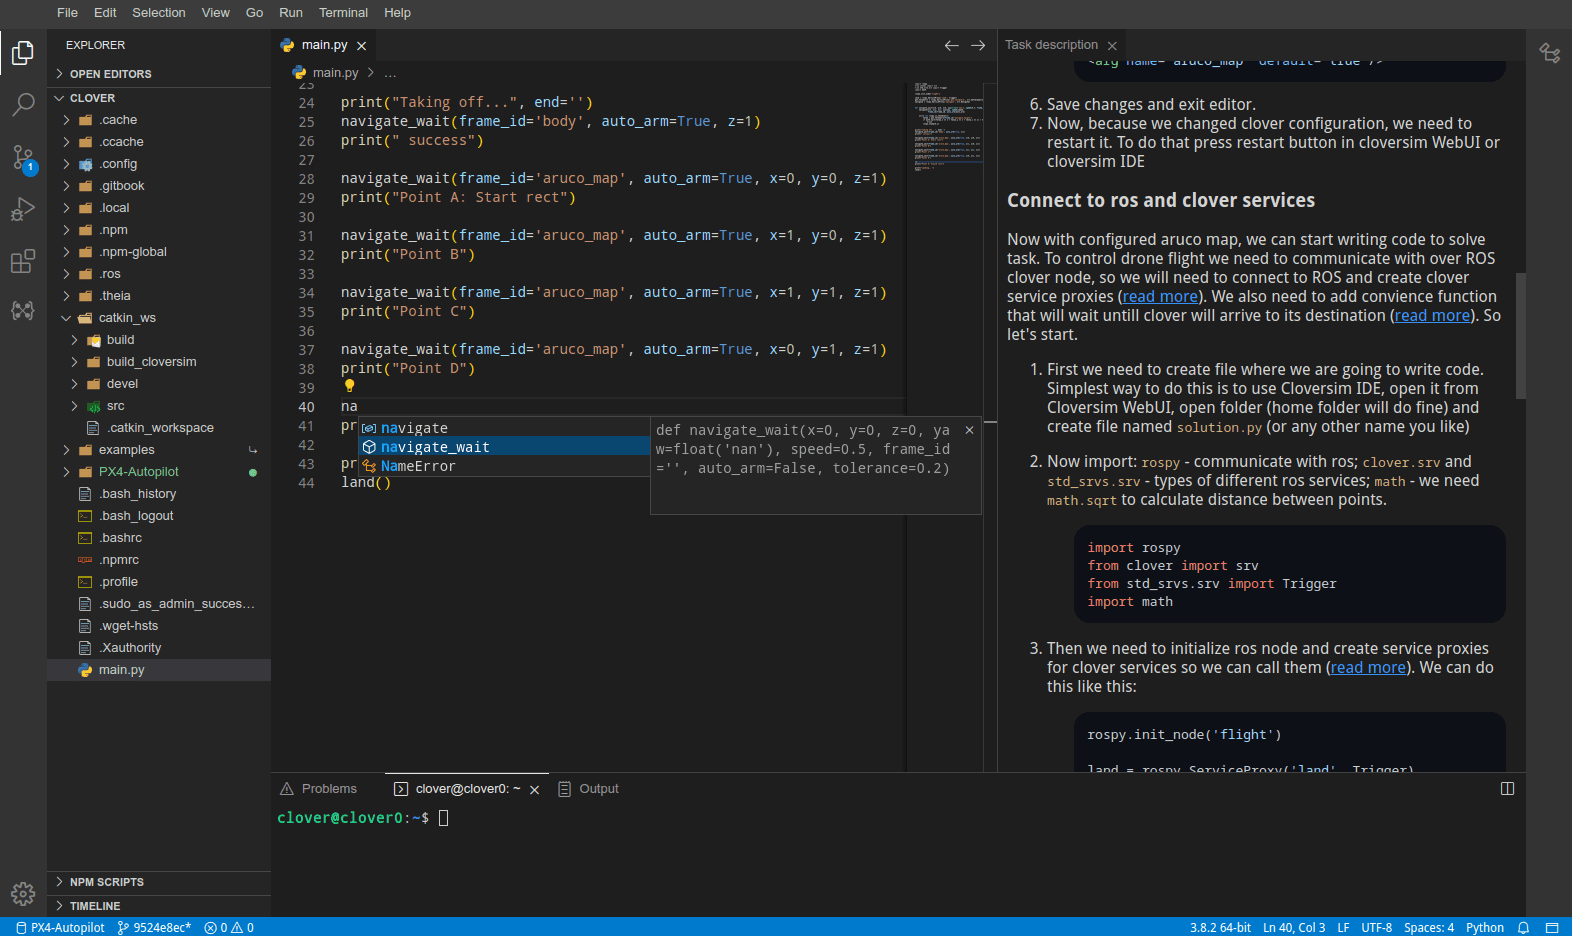 File Edit Selection View Go Run Terminal Help
EXPLORER
OPEN EDITORS
CLOVER
.cache
.ccache
.config
.gitbook
.local
.npm
.npm-global
.ros
.theia
catkin_ws
build
build_cloversim
devel
src
.catkin_workspace
examples
PX4-Autopilot
.bash_history
.bash_logout
.bashrc
.npmrc
.profile
.sudo_as_admin_succes…
.wget-hsts
.Xauthority
main.py
NPM SCRIPTS
TIMELINE
1
main.py
main.py > …
23
24 print("Taking off...", end='')
25 navigate_wait(frame_id='body', auto_arm=True, z=1)
26 print(" success")
27
28 navigate_wait(frame_id='aruco_map', auto_arm=True, x=0, y=0, z=1)
29 print("Point A: Start rect")
30
31 navigate_wait(frame_id='aruco_map', auto_arm=True, x=1, y=0, z=1)
32 print("Point B")
33
34 navigate_wait(frame_id='aruco_map', auto_arm=True, x=1, y=1, z=1)
35 print("Point C")
36
37 navigate_wait(frame_id='aruco_map', auto_arm=True, x=0, y=1, z=1)
38 print("Point D")
39
40 na
41 pr
42
43 pr
44 land()
navigate
navigate_wait
NameError
def navigate_wait(x=0, y=0, z=0, ya
w=float('nan'), speed=0.5, frame_id
='', auto_arm=False, tolerance=0.2)
Task description
<arg name="aruco_map" default="true"/>
6. Save changes and exit editor.
7. Now, because we changed clover configuration, we need to
restart it. To do that press restart button in cloversim WebUI or
cloversim IDE
Connect to ros and clover services
Now with configured aruco map, we can start writing code to solve
task. To control drone flight we need to communicate with over ROS
clover node, so we will need to connect to ROS and create clover
service proxies (read more). We also need to add convience function
that will wait untill clover will arrive to its destination (read more). So
let's start.
1. First we need to create file where we are going to write code.
Simplest way to do this is to use Cloversim IDE, open it from
Cloversim WebUI, open folder (home folder will do fine) and
create file named solution.py (or any other name you like)
2. Now import: rospy - communicate with ros; clover.srv and
std_srvs.srv - types of different ros services; math - we need
math.sqrt to calculate distance between points.
import rospy
from clover import srv
from std_srvs.srv import Trigger
import math
3. Then we need to initialize ros node and create service proxies
for clover services so we can call them (read more). We can do
this like this:
rospy.init_node('flight')
land = rospy.ServiceProxy('land', Trigger)
Problems clover@clover0: ~ Output
clover@clover0:~$
PX4-Autopilot 9524e8ec* 0 0 3.8.2 64-bit Ln 40, Col 3 LF UTF-8 Spaces: 4 Python